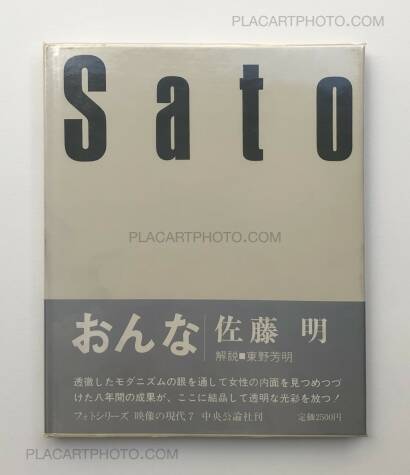 PLACARTPHOTO.COM
Sato
PLACARTPHOTO.COM
おんな
佐藤 明
解説■東野芳明
透徹したモダニズムの眼を通して女性の内面を見つめつづ
けた八年間の成果が、ここに結晶して透明な光彩を放つ!
フォトシリーズ 映像の現代7 中央公論社刊 定価2500円
PLACARTPHOTO.COM